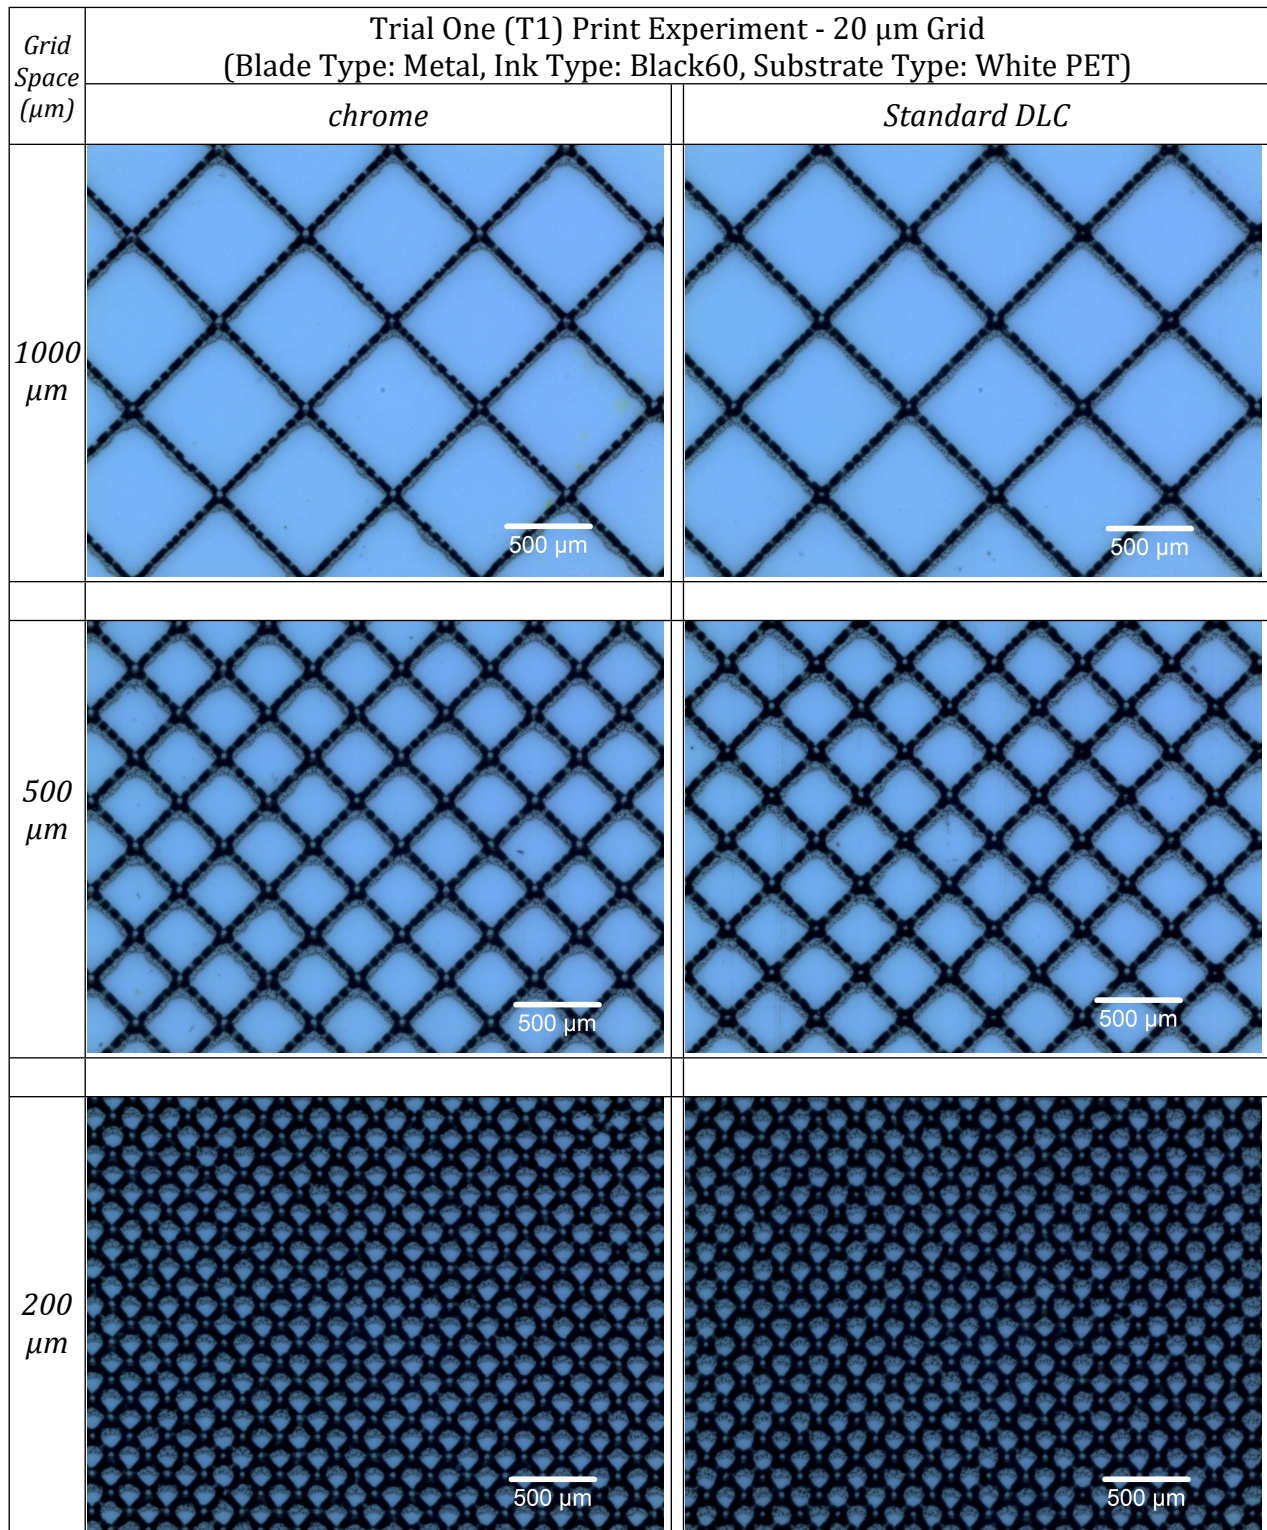 Grid
Space
(μm)
Trial One (T1) Print Experiment - 20 μm Grid
(Blade Type: Metal, Ink Type: Black60, Substrate Type: White PET)
chrome
Standard DLC
1000
μm
500 μm
500 μm
500
μm
500 μm
500 μm
200
μm
500 μm
500 μm